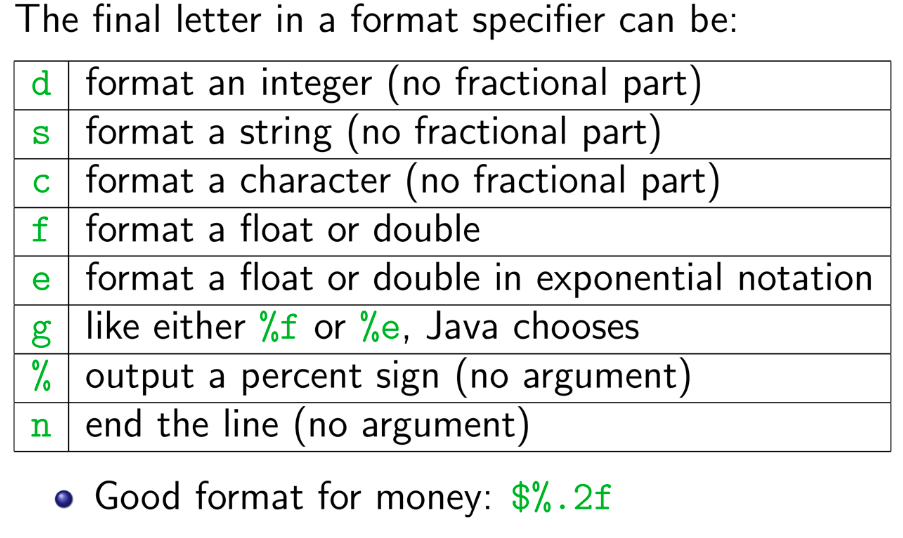 The final letter in a format specifier can be:
d format an integer (no fractional part)
s format a string (no fractional part)
c format a character (no fractional part)
f format a float or double
e format a float or double in exponential notation
g like either %f or %e, Java chooses
% output a percent sign (no argument)
n end the line (no argument)
Good format for money: $%.2f